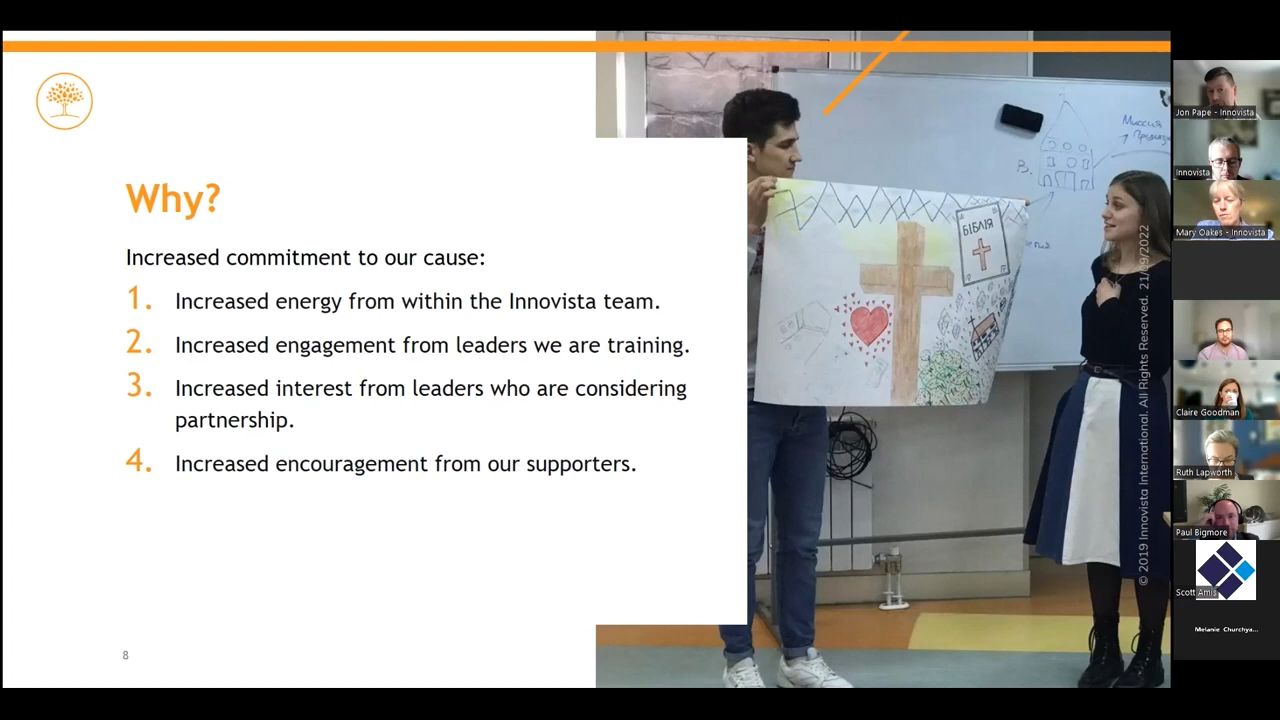 Why?
Increased commitment to our cause:
1. Increased energy from within the Innovista team.
2. Increased engagement from leaders we are training.
3. Increased interest from leaders who are considering
partnership.
4. Increased encouragement from our supporters.
8
БІБЛІЯ
В.
Миссия
© 2019 Innovista International. All Rights Reserved. 21/09/2022
Jon Pape - Innovista
Innovista
Mary Oakes - Innovista
Claire Goodman
Ruth Lapworth
Paul Bigmore
Scott Amis
Melanie Churchya...